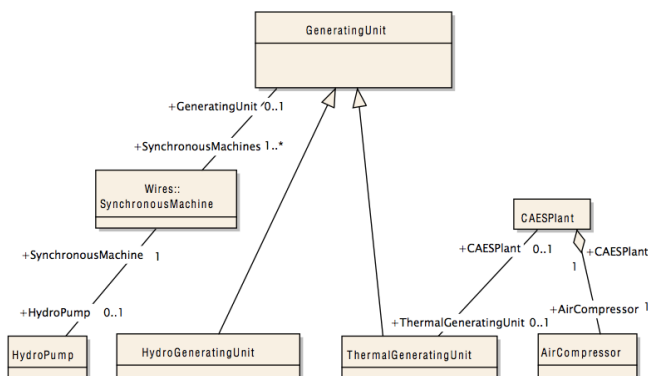 GeneratingUnit
+GeneratingUnit 0..1
+SynchronousMachines 1..*
Wires::
SynchronousMachine
CAESPlant
+SynchronousMachine 1
+CAESPlant 0..1
+CAESPlant
1
+HydroPump 0..1
+ThermalGeneratingUnit 0..1
+AirCompressor 1
HydroPump
HydroGeneratingUnit
ThermalGeneratingUnit
AirCompressor